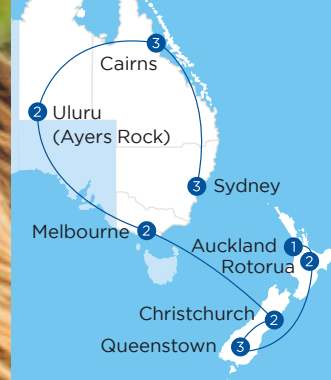 3
Cairns
2 Uluru
(Ayers Rock)
3 Sydney
Melbourne 2
Auckland 1
Rotorua 2
Christchurch 2
Queenstown 3